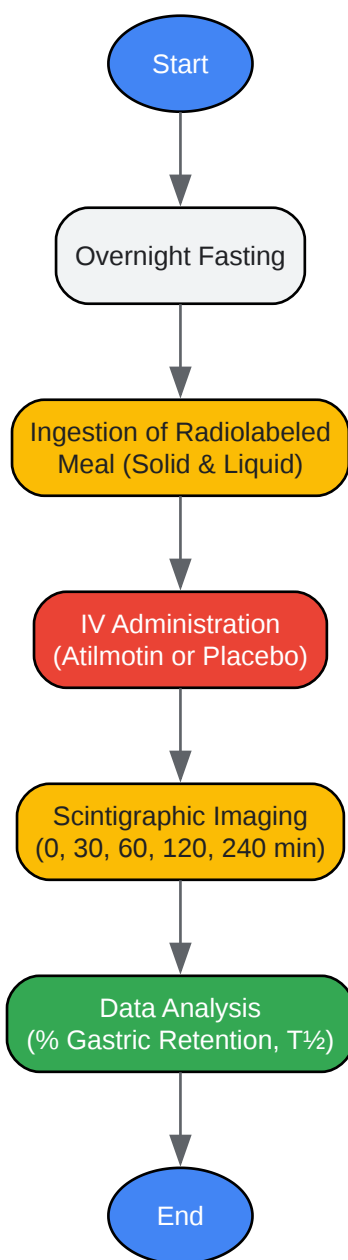 Start
Overnight Fasting
Ingestion of Radiolabeled
Meal (Solid & Liquid)
IV Administration
(Atilmotin or Placebo)
Scintigraphic Imaging
(0, 30, 60, 120, 240 min)
Data Analysis
(% Gastric Retention, T½)
End